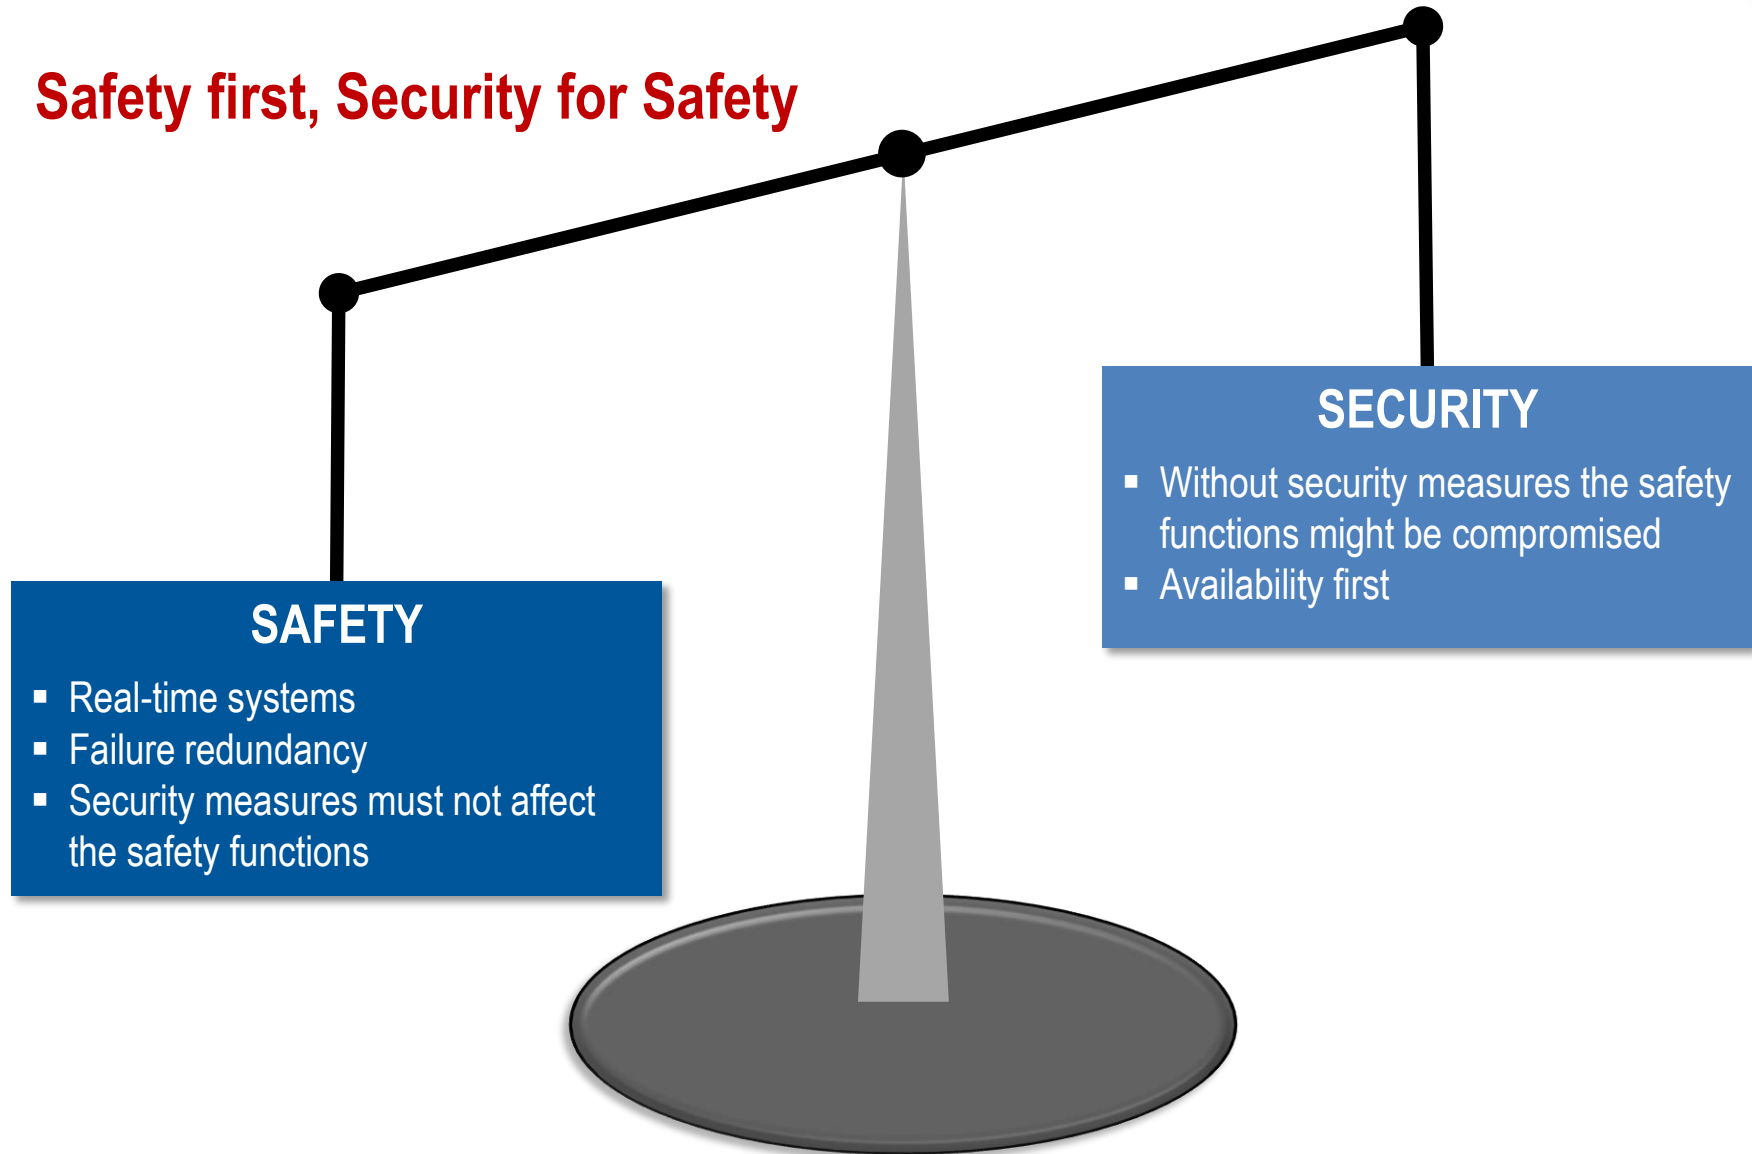 Safety first, Security for Safety
SECURITY
▪ Without security measures the safety
functions might be compromised
▪ Availability first
SAFETY
▪ Real-time systems
▪ Failure redundancy
▪ Security measures must not affect
the safety functions